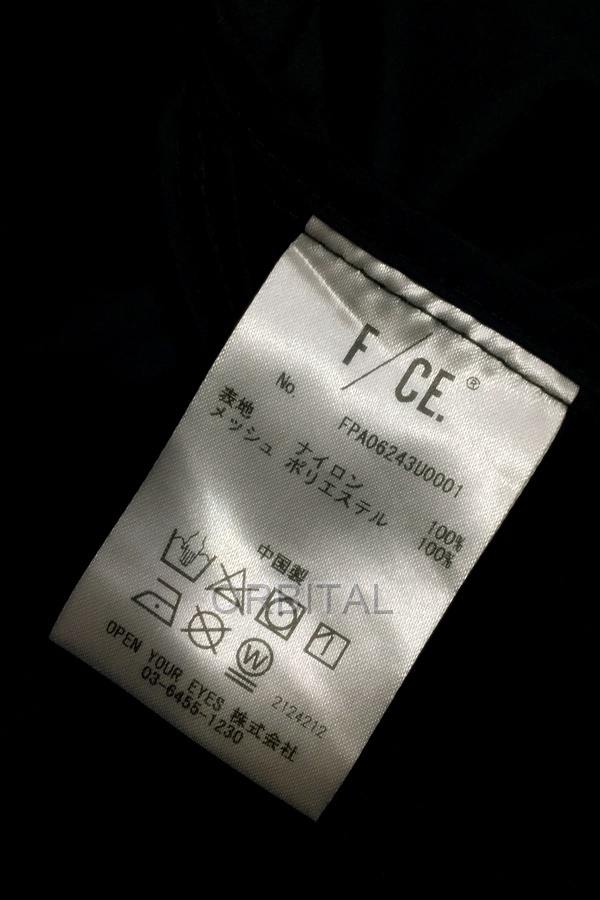 F/CE.®
No FPA06243U0001
表地 ナイロン 100%
メッシュ ポリエステル 100%
中国製
ORBITAL
W
2124212
OPEN YOUR EYES 株式会社
03-6455-1230